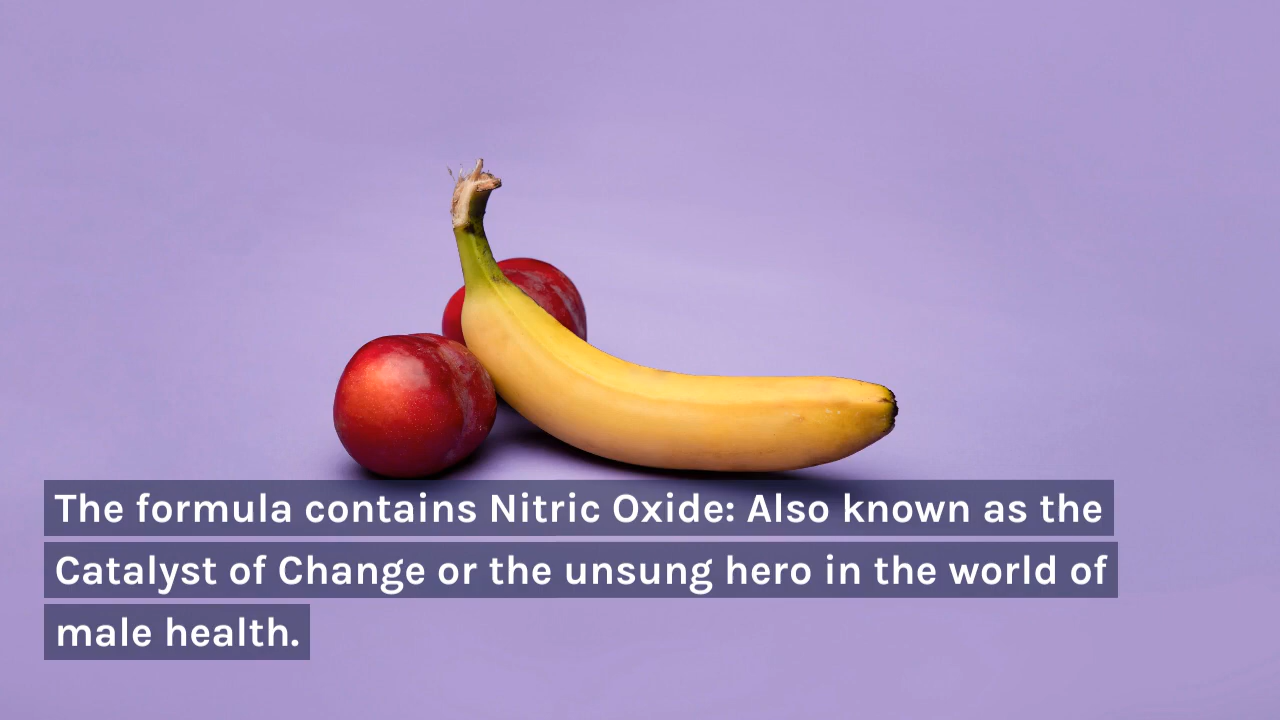 The formula contains Nitric Oxide: Also known as the
Catalyst of Change or the unsung hero in the world of
male health.